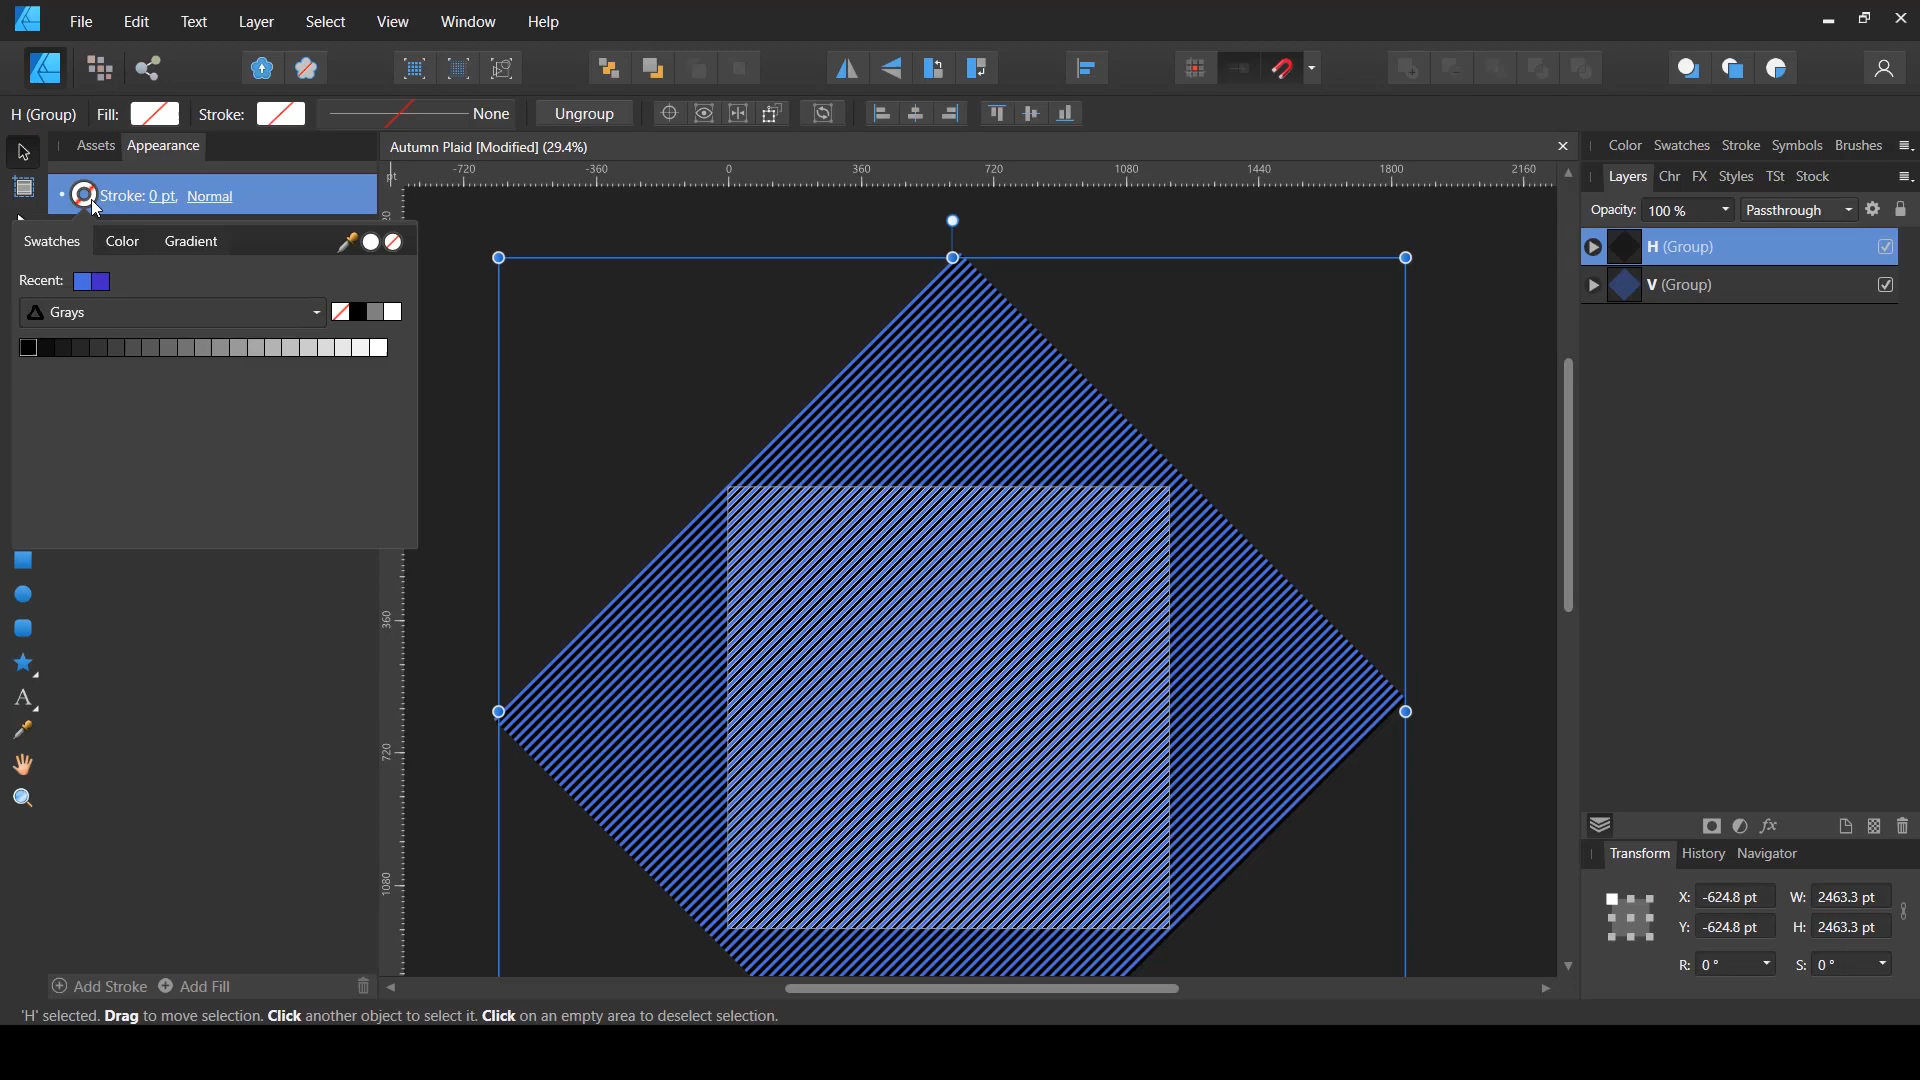 File Edit Text Layer Select View Window Help
H (Group) Fill: Stroke: None Ungroup
Assets Appearance
Autumn Plaid [Modified] (29.4%)
Color Swatches Stroke Symbols Brushes
pt -720 -360 0 360 720 1080 1440 1800 2160
Layers Chr FX Styles TSt Stock
Stroke: 0 pt, Normal
Opacity: 100 % Passthrough
Swatches Color Gradient
H (Group)
Recent:
V (Group)
Grays
360
720
fx
Transform History Navigator
1080
X: -624.8 pt W: 2463.3 pt
Y: -624.8 pt H: 2463.3 pt
R: 0 ° S: 0 °
Add Stroke Add Fill
'H' selected. Drag to move selection. Click another object to select it. Click on an empty area to deselect selection.